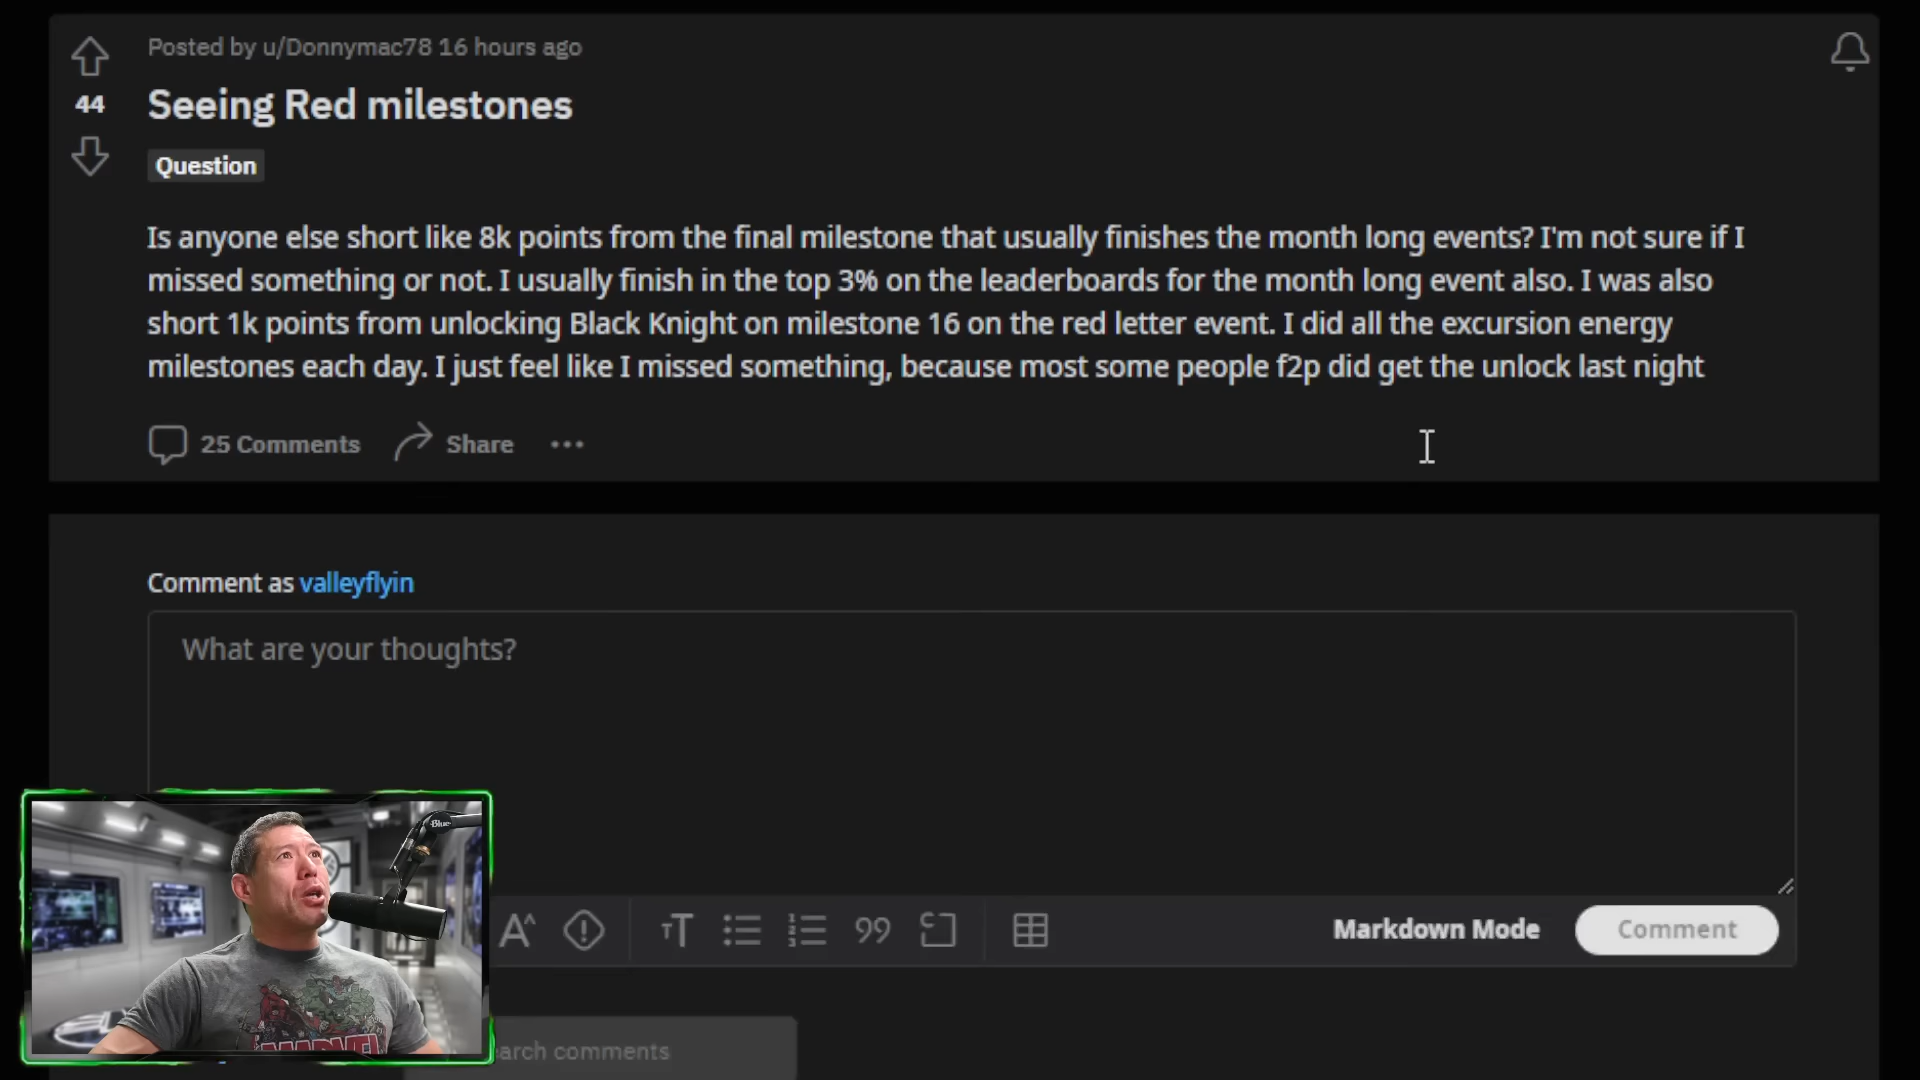 Posted by u/Donnymac78 16 hours ago
44
Seeing Red milestones
Question
Is anyone else short like 8k points from the final milestone that usually finishes the month long events? I'm not sure if I
missed something or not. I usually finish in the top 3% on the leaderboards for the month long event also. I was also
short 1k points from unlocking Black Knight on milestone 16 on the red letter event. I did all the excursion energy
milestones each day. I just feel like I missed something, because most some people f2p did get the unlock last night
25 Comments
Share
Comment as valleyflyin
What are your thoughts?
Markdown Mode
Comment
Blue
MARVEL
comments